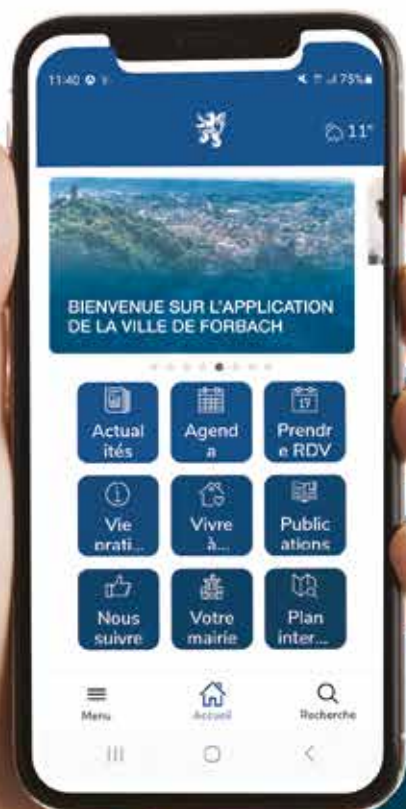 11:40
75%
11°
BIENVENUE SUR L'APPLICATION
DE LA VILLE DE FORBACH
Actual
ités
Agend
a
Prendr
e RDV
Vie
prati...
Vivre
à...
Public
ations
Nous
suivre
Votre
mairie
Plan
inter...
Menu
Accueil
Recherche